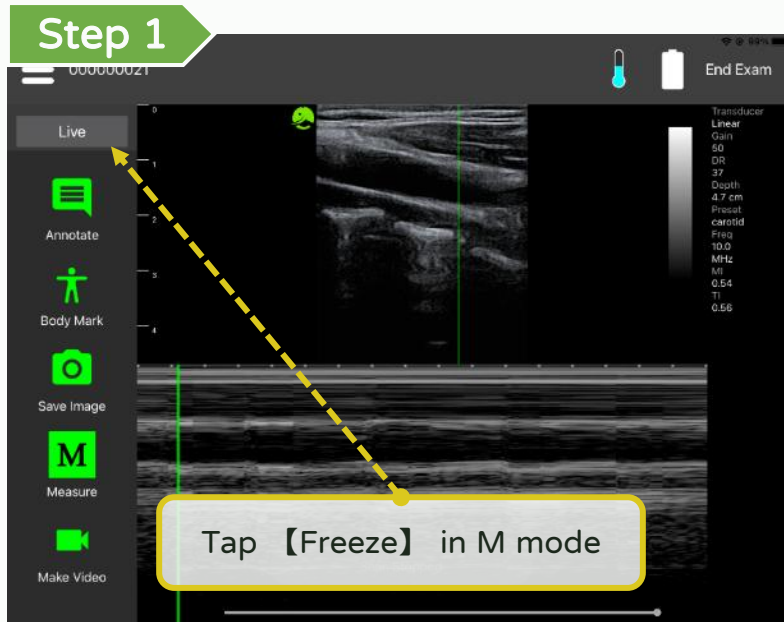 Step 1
000000021
99%
End Exam
Live
Annotate
Body Mark
Save Image
M
Measure
Make Video
0
1
2
3
4
Transducer
Linear
Gain
50
DR
37
Depth
4.7 cm
Preset
carotid
Freq
10.0
MHz
MI
0.54
TI
0.56
Tap 【Freeze】 in M mode